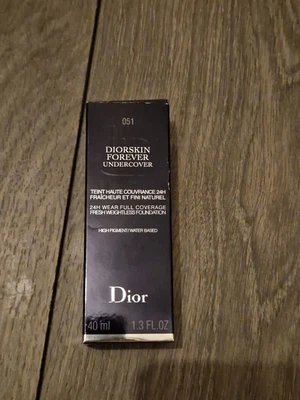 051
DIORSKIN
FOREVER
UNDERCOVER
TEINT HAUTE COUVRANCE 24H
FRAÎCHEUR ET FINI NATUREL
24H WEAR FULL COVERAGE
FRESH WEIGHTLESS FOUNDATION
HIGH PIGMENT/WATER BASED
Dior
40 ml 1.3 FL.OZ